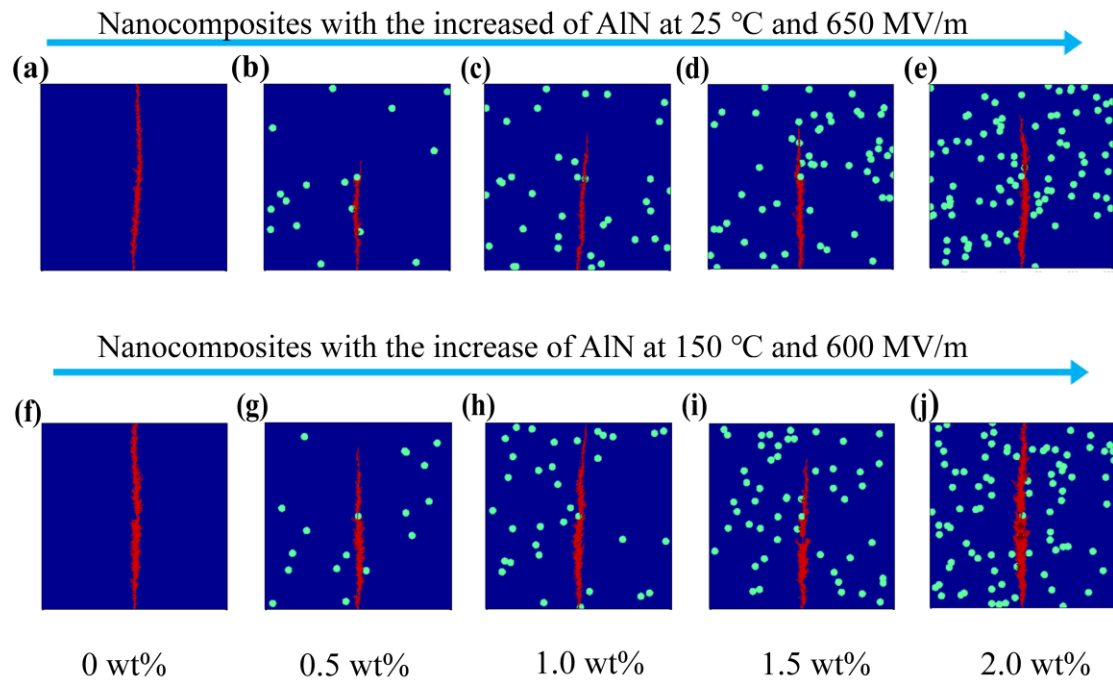 Nanocomposites with the increased of AlN at 25 ℃ and 650 MV/m
(a) (b) (c) (d) (e)
Nanocomposites with the increase of AlN at 150 ℃ and 600 MV/m
(f) (g) (h) (i) (j)
0 wt% 0.5 wt% 1.0 wt% 1.5 wt% 2.0 wt%